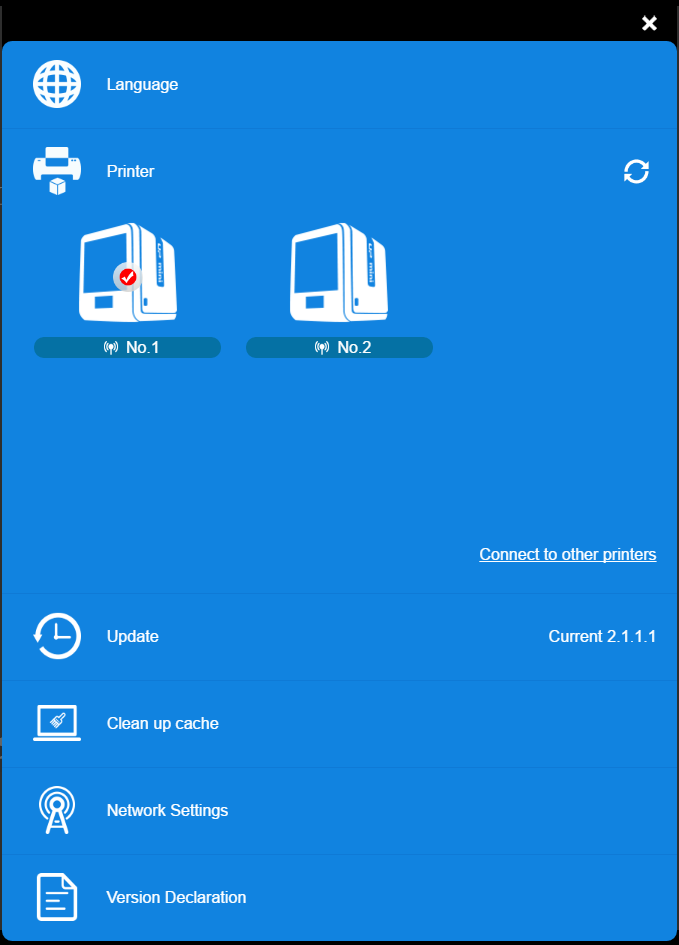 Language
Printer
No.1
No.2
Connect to other printers
Update
Current 2.1.1.1
Clean up cache
Network Settings
Version Declaration